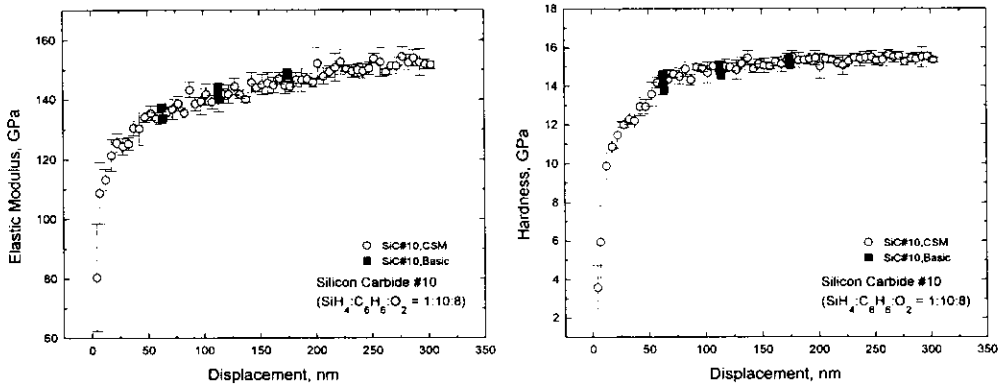 Elastic Modulus, GPa
160
140
120
100
80
60
0 50 100 150 200 250 300 350
Displacement, nm
SiC#10,CSM
SiC#10,Basic
Silicon Carbide #10
(SiH4:C6H6:O2 = 1:10:8)
Hardness, GPa
18
16
14
12
10
8
6
4
2
0 50 100 150 200 250 300 350
Displacement, nm
SiC#10,CSM
SiC#10,Basic
Silicon Carbide #10
(SiH4:C6H6:O2 = 1:10:8)